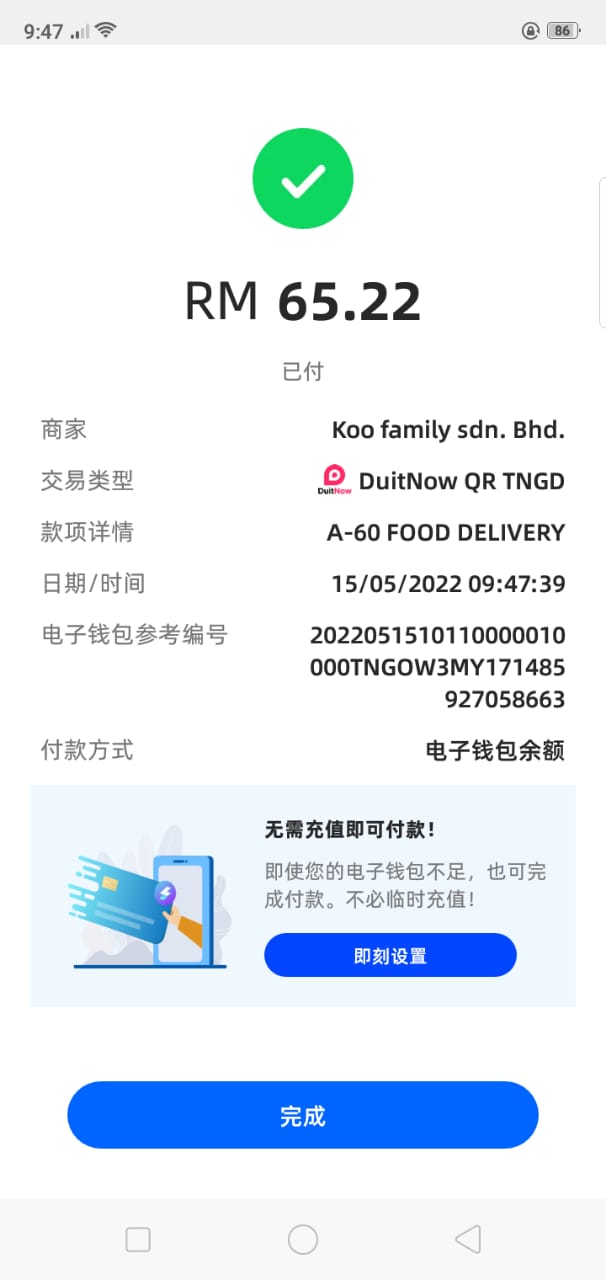 9:47
86
RM 65.22
已付
商家 Koo family sdn. Bhd.
交易类型 DuitNow DuitNow QR TNGD
款项详情 A-60 FOOD DELIVERY
日期/时间 15/05/2022 09:47:39
电子钱包参考编号 2022051510110000010
000TNGOW3MY171485
927058663
付款方式 电子钱包余额
无需充值即可付款!
即使您的电子钱包不足，也可完
成付款。不必临时充值!
即刻设置
完成